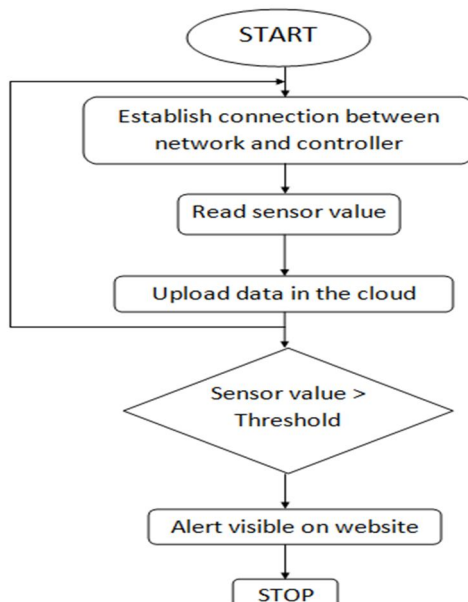 START
Establish connection between
network and controller
Read sensor value
Upload data in the cloud
Sensor value >
Threshold
Alert visible on website
STOP